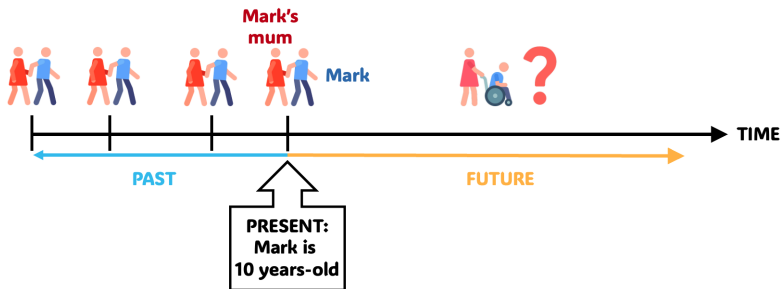 Mark's
mum
Mark
?
TIME
PAST
FUTURE
PRESENT:
Mark is
10 years-old